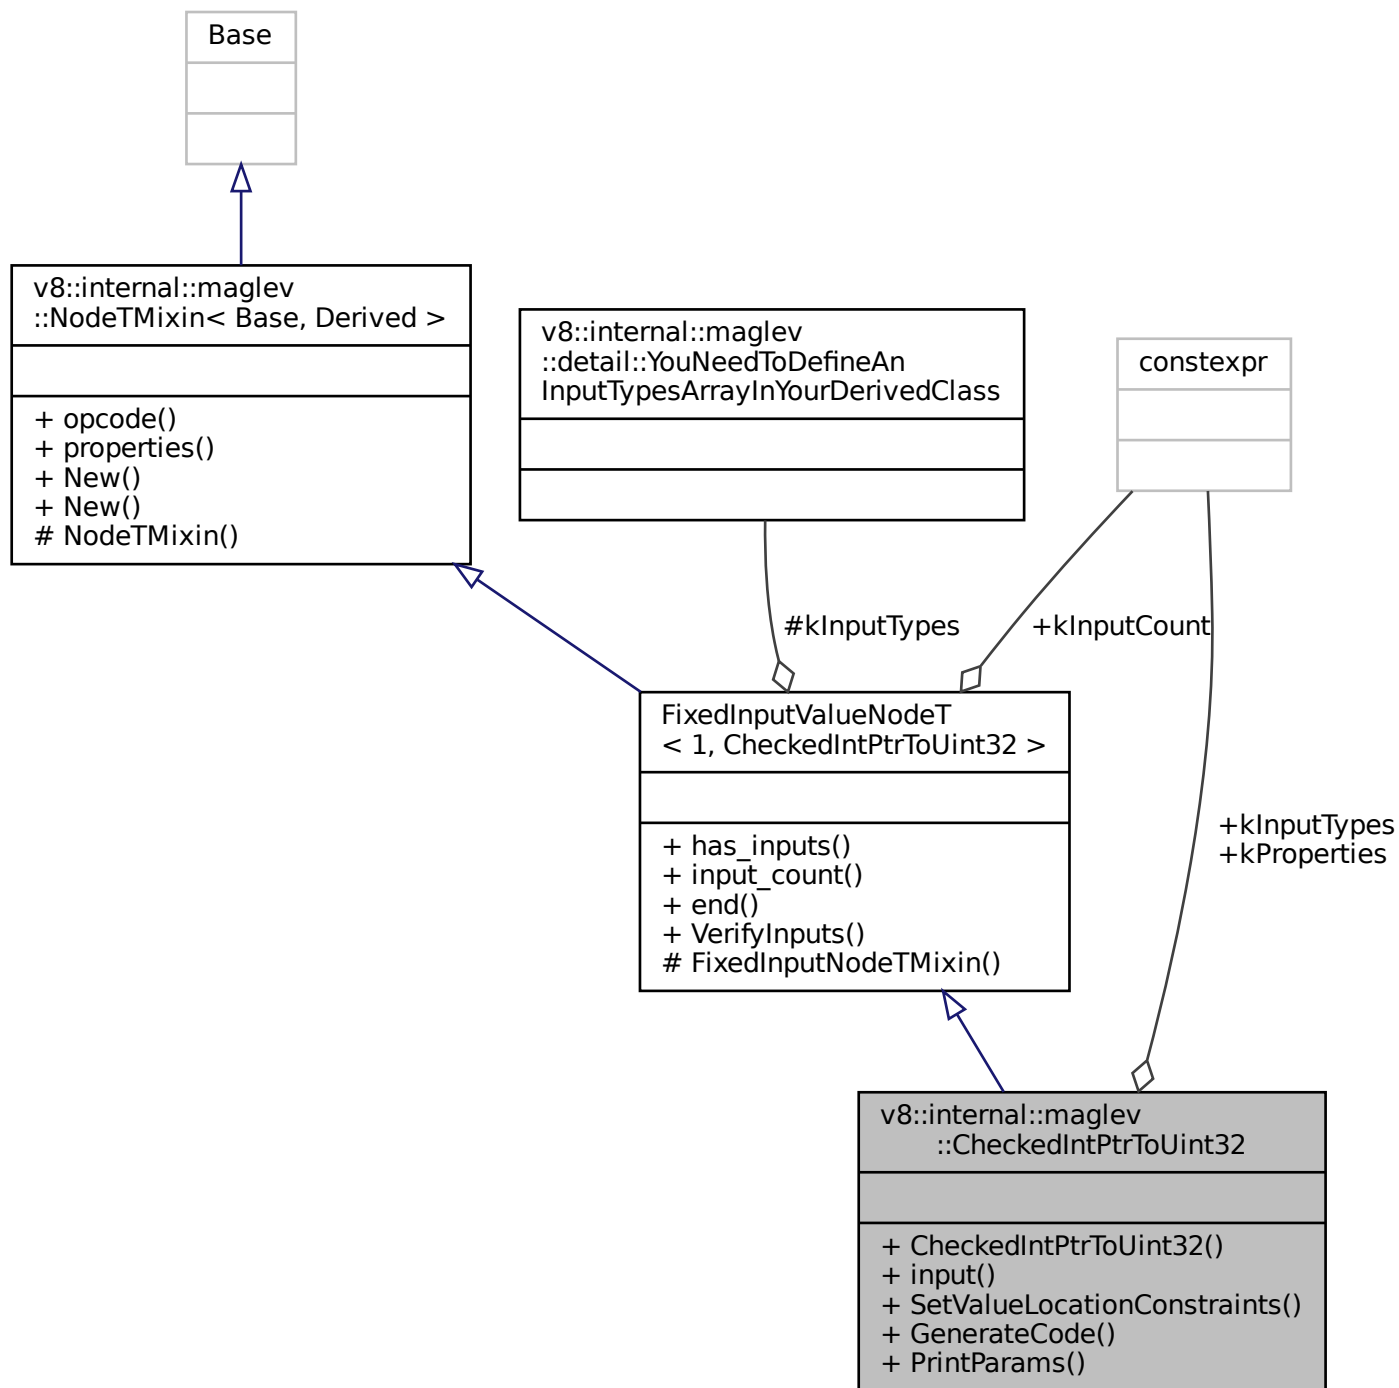 Base
v8::internal::maglev
::NodeTMixin< Base, Derived >
+ opcode()
+ properties()
+ New()
+ New()
# NodeTMixin()
v8::internal::maglev
::detail::YouNeedToDefineAn
InputTypesArrayInYourDerivedClass
constexpr
#kInputTypes
+kInputCount
FixedInputValueNodeT
< 1, CheckedIntPtrToUint32 >
+ has_inputs()
+ input_count()
+ end()
+ VerifyInputs()
# FixedInputNodeTMixin()
+kInputTypes
+kProperties
v8::internal::maglev
::CheckedIntPtrToUint32
+ CheckedIntPtrToUint32()
+ input()
+ SetValueLocationConstraints()
+ GenerateCode()
+ PrintParams()